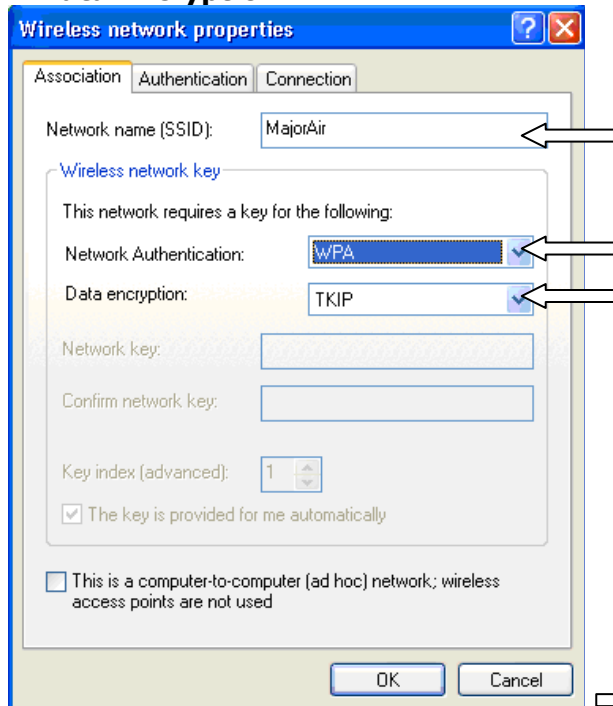 Wireless network properties
Association Authentication Connection
Network name (SSID): MajorAir
Wireless network key
This network requires a key for the following:
Network Authentication: WPA
Data encryption: TKIP
Network key:
Confirm network key:
Key index (advanced): 1
The key is provided for me automatically
This is a computer-to-computer (ad hoc) network; wireless
access points are not used
OK Cancel